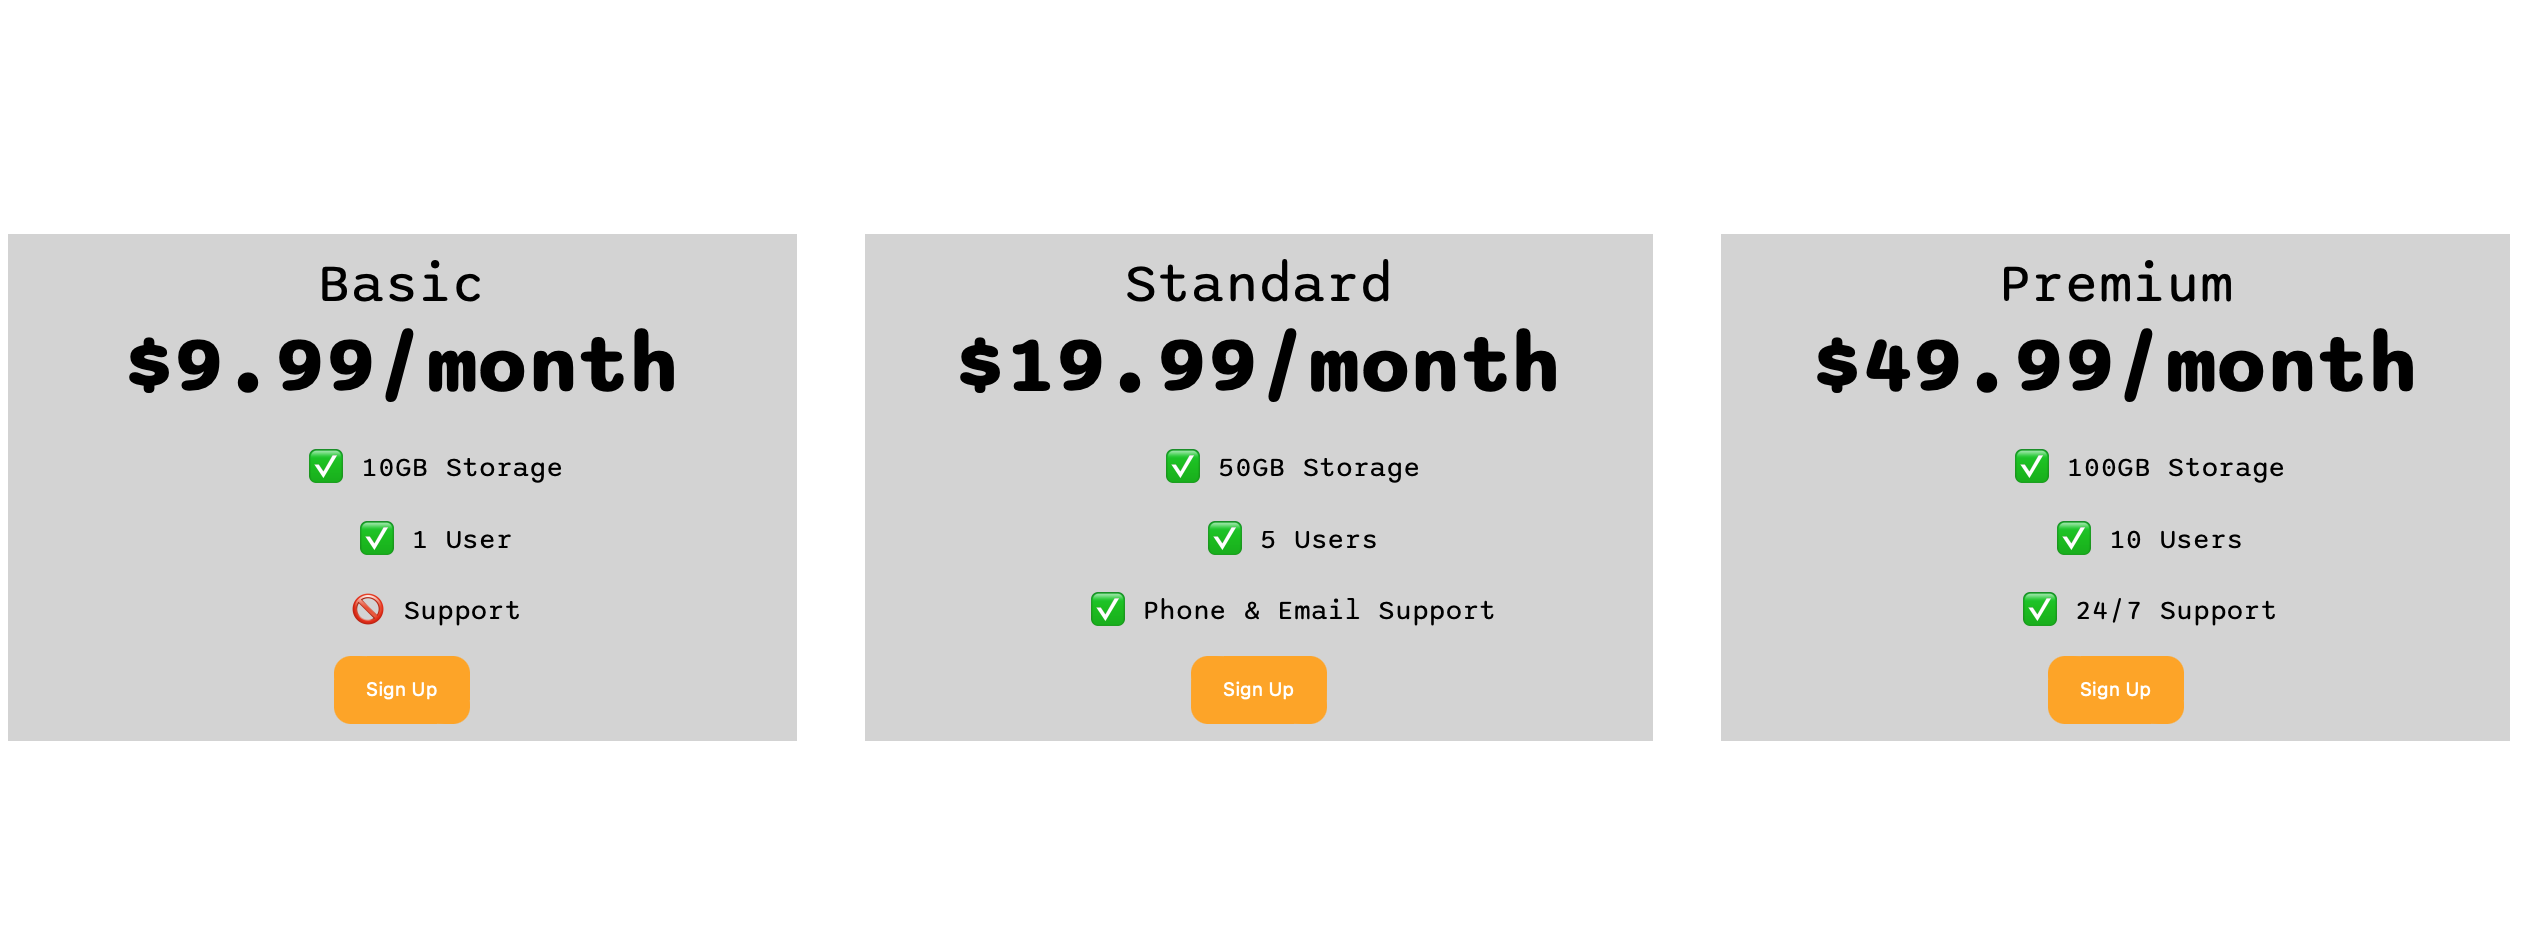 Basic
$9.99/month
✅ 10GB Storage
✅ 1 User
🚫 Support
Sign Up
Standard
$19.99/month
✅ 50GB Storage
✅ 5 Users
✅ Phone & Email Support
Sign Up
Premium
$49.99/month
✅ 100GB Storage
✅ 10 Users
✅ 24/7 Support
Sign Up